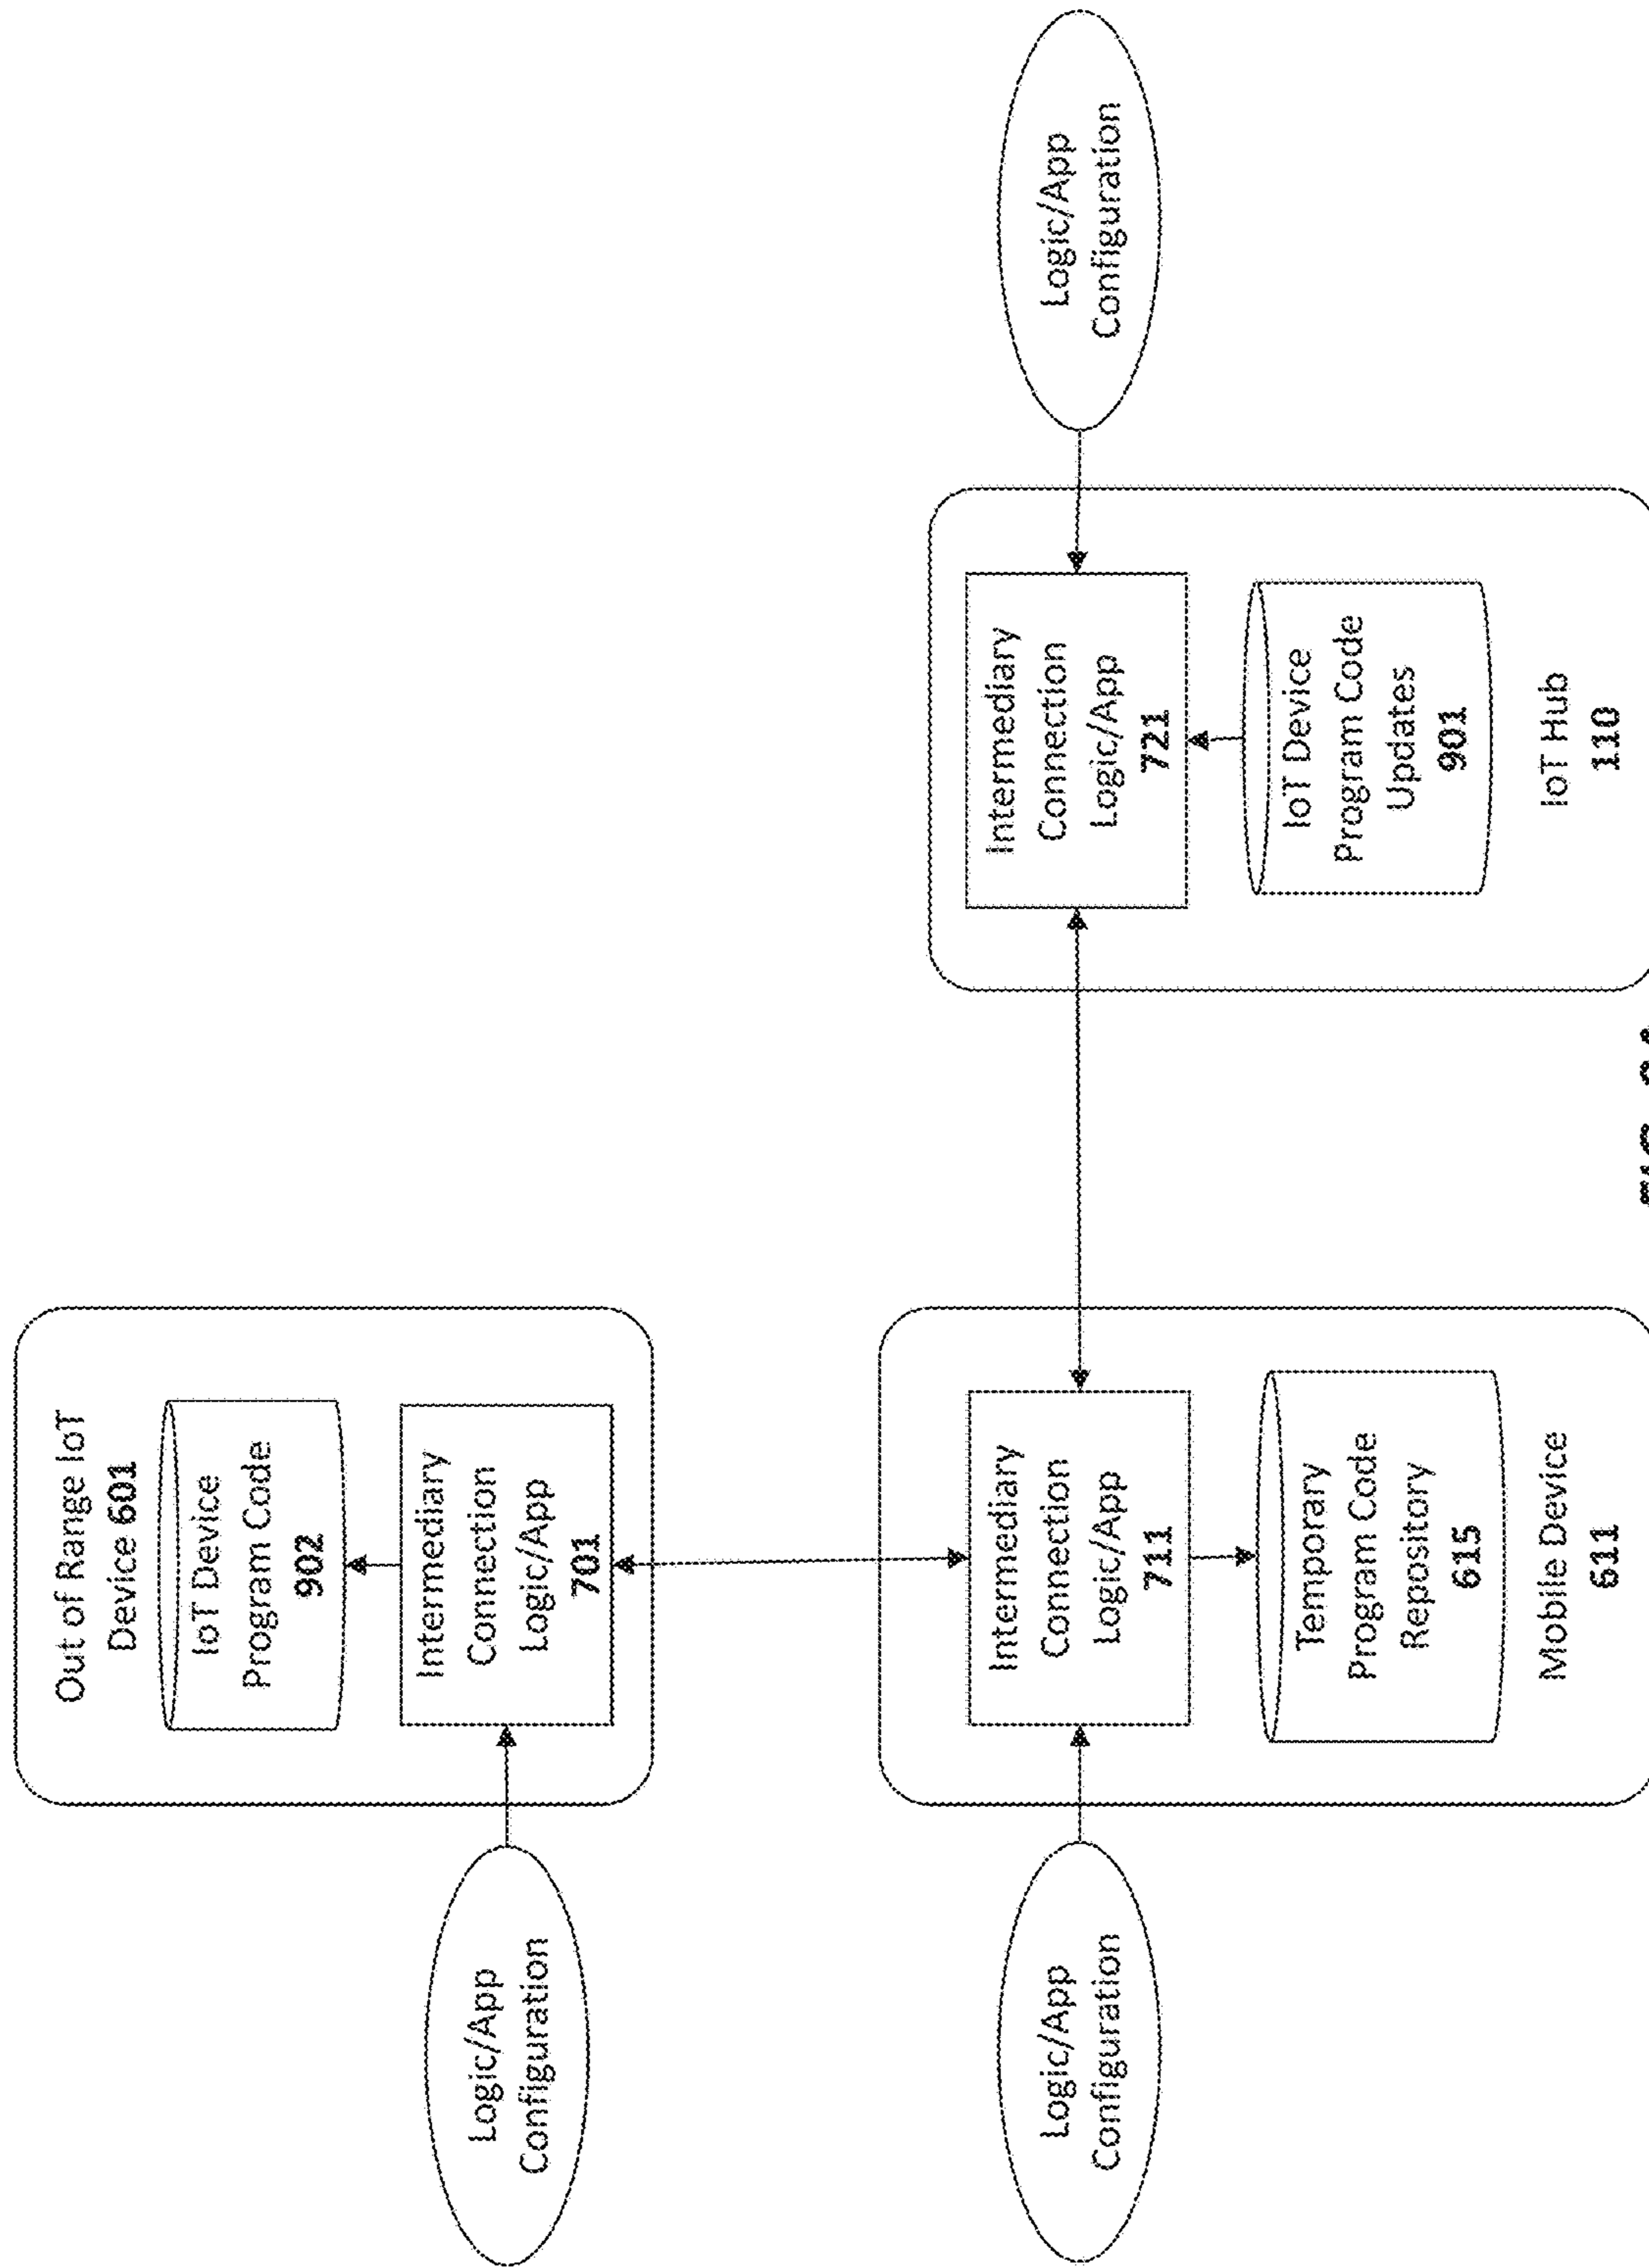 Out of Range IoT
Device 601
IoT Device
Program Code
902
Intermediary
Connection
Logic/App
701
Logic/App
Configuration
Logic/App
Configuration
Intermediary
Connection
Logic/App
711
Temporary
Program Code
Repository
615
Mobile Device
611
Intermediary
Connection
Logic/App
721
IoT Device
Program Code
Updates
901
IoT Hub
110
Logic/App
Configuration